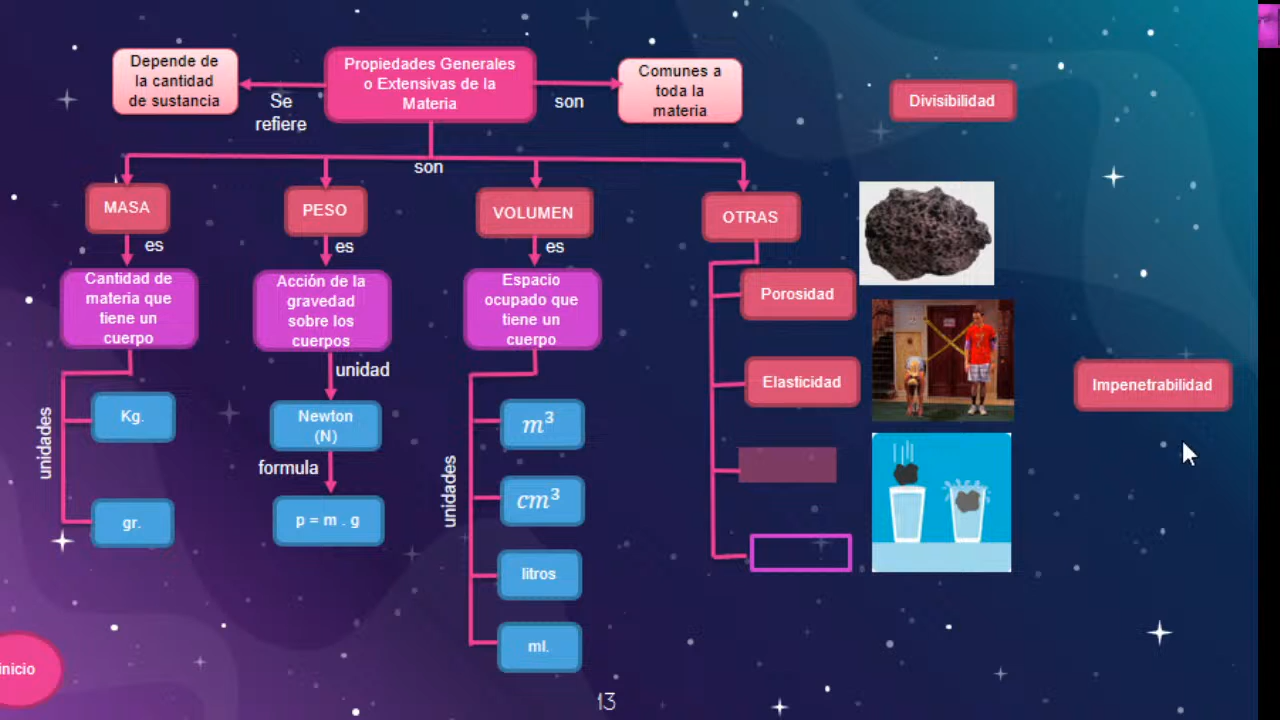 Depende de
la cantidad
de sustancia
Se
refiere
Propiedades Generales
o Extensivas de la
Materia
son
Comunes a
toda la
materia
Divisibilidad
son
MASA
PESO
VOLUMEN
OTRAS
es
es
es
Cantidad de
materia que
tiene un
cuerpo
Acción de la
gravedad
sobre los
cuerpos
Espacio
ocupado que
tiene un
cuerpo
Porosidad
unidad
Elasticidad
Impenetrabilidad
unidades
Kg.
gr.
Newton
(N)
formula
p = m . g
unidades
m³
cm³
litros
ml.
inicio
13